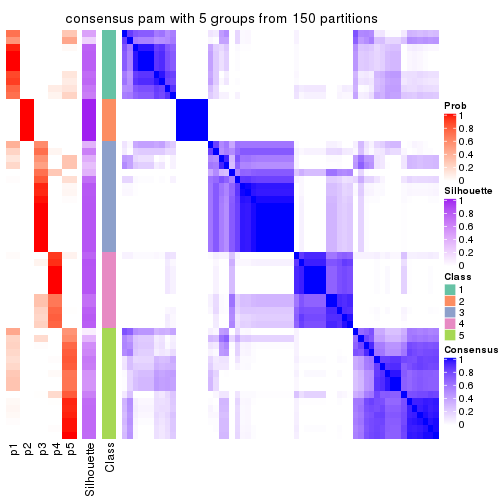 consensus pam with 5 groups from 150 partitions
Prob
1
0.8
0.6
0.4
0.2
0
Silhouette
1
0.8
0.6
0.4
0.2
0
Class
1
2
3
4
5
Consensus
1
0.8
0.6
0.4
0.2
0
p1
p2
p3
p4
p5
Silhouette
Class